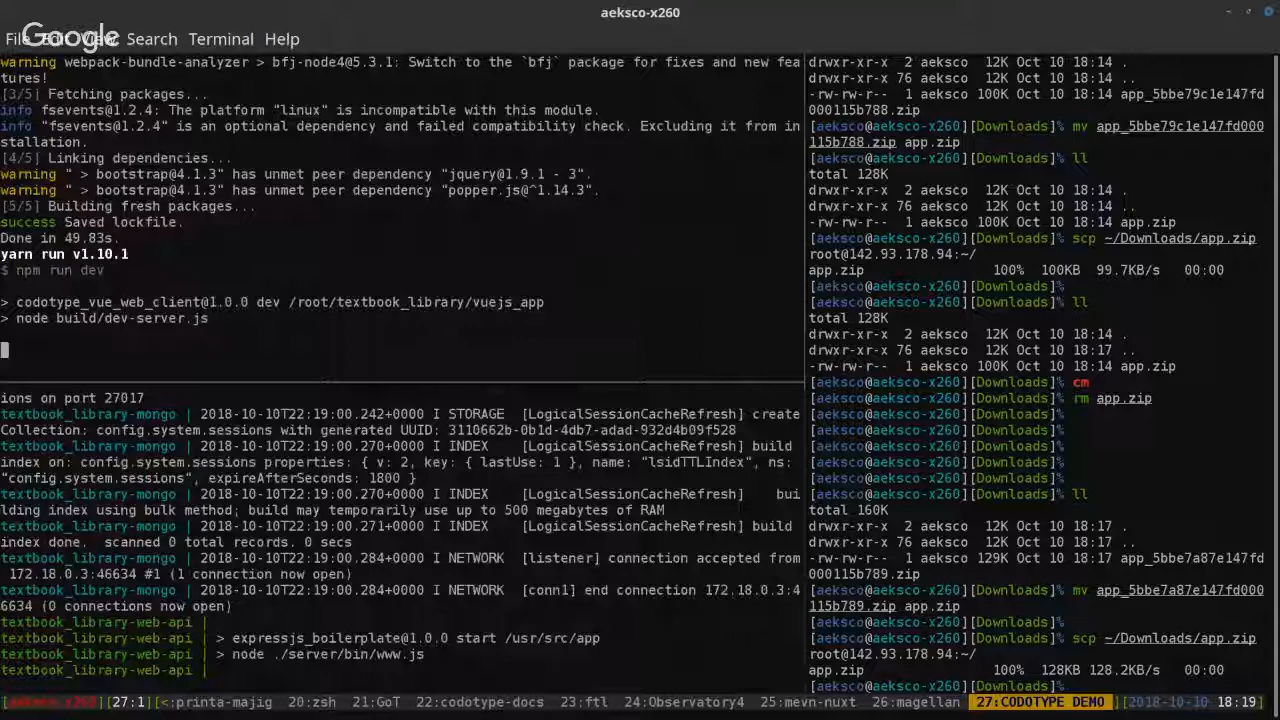 aeksco-x260
File Edit View Search Terminal Help
Google
warning webpack-bundle-analyzer > bfj-node4@5.3.1: Switch to the `bfj` package for fixes and new fea
tures!
[3/5] Fetching packages...
info fsevents@1.2.4: The platform "linux" is incompatible with this module.
info "fsevents@1.2.4" is an optional dependency and failed compatibility check. Excluding it from in
stallation.
[4/5] Linking dependencies...
warning " > bootstrap@4.1.3" has unmet peer dependency "jquery@1.9.1 - 3".
warning " > bootstrap@4.1.3" has unmet peer dependency "popper.js@^1.14.3".
[5/5] Building fresh packages...
success Saved lockfile.
Done in 49.83s.
yarn run v1.10.1
$ npm run dev
> codotype_vue_web_client@1.0.0 dev /root/textbook_library/vuejs_app
> node build/dev-server.js
ions on port 27017
textbook_library-mongo | 2018-10-10T22:19:00.242+0000 I STORAGE [LogicalSessionCacheRefresh] create
Collection: config.system.sessions with generated UUID: 3110662b-0b1d-4db7-adad-932d4b09f528
textbook_library-mongo | 2018-10-10T22:19:00.270+0000 I INDEX [LogicalSessionCacheRefresh] build
index on: config.system.sessions properties: { v: 2, key: { lastUse: 1 }, name: "lsidTTLIndex", ns:
"config.system.sessions", expireAfterSeconds: 1800 }
textbook_library-mongo | 2018-10-10T22:19:00.270+0000 I INDEX [LogicalSessionCacheRefresh] bui
lding index using bulk method; build may temporarily use up to 500 megabytes of RAM
textbook_library-mongo | 2018-10-10T22:19:00.271+0000 I INDEX [LogicalSessionCacheRefresh] build
index done. scanned 0 total records. 0 secs
textbook_library-mongo | 2018-10-10T22:19:00.284+0000 I NETWORK [listener] connection accepted from
172.18.0.3:46634 #1 (1 connection now open)
textbook_library-mongo | 2018-10-10T22:19:00.284+0000 I NETWORK [conn1] end connection 172.18.0.3:4
6634 (0 connections now open)
textbook_library-web-api |
textbook_library-web-api | > expressjs_boilerplate@1.0.0 start /usr/src/app
textbook_library-web-api | > node ./server/bin/www.js
textbook_library-web-api |
drwxr-xr-x 2 aeksco 12K Oct 10 18:14 .
drwxr-xr-x 76 aeksco 12K Oct 10 18:14 ..
-rw-rw-r-- 1 aeksco 100K Oct 10 18:14 app_5bbe79c1e147fd
000115b788.zip
[aeksco@aeksco-x260][Downloads]% mv app_5bbe79c1e147fd000
115b788.zip app.zip
[aeksco@aeksco-x260][Downloads]% ll
total 128K
drwxr-xr-x 2 aeksco 12K Oct 10 18:14 .
drwxr-xr-x 76 aeksco 12K Oct 10 18:14 ..
-rw-rw-r-- 1 aeksco 100K Oct 10 18:14 app.zip
[aeksco@aeksco-x260][Downloads]% scp ~/Downloads/app.zip
root@142.93.178.94:~/
app.zip 100% 100KB 99.7KB/s 00:00
[aeksco@aeksco-x260][Downloads]%
[aeksco@aeksco-x260][Downloads]% ll
total 128K
drwxr-xr-x 2 aeksco 12K Oct 10 18:14 .
drwxr-xr-x 76 aeksco 12K Oct 10 18:17 ..
-rw-rw-r-- 1 aeksco 100K Oct 10 18:14 app.zip
[aeksco@aeksco-x260][Downloads]% cm
[aeksco@aeksco-x260][Downloads]% rm app.zip
[aeksco@aeksco-x260][Downloads]%
[aeksco@aeksco-x260][Downloads]%
[aeksco@aeksco-x260][Downloads]%
[aeksco@aeksco-x260][Downloads]%
[aeksco@aeksco-x260][Downloads]%
[aeksco@aeksco-x260][Downloads]% ll
total 160K
drwxr-xr-x 2 aeksco 12K Oct 10 18:17 .
drwxr-xr-x 76 aeksco 12K Oct 10 18:17 ..
-rw-rw-r-- 1 aeksco 129K Oct 10 18:17 app_5bbe7a87e147fd
000115b789.zip
[aeksco@aeksco-x260][Downloads]% mv app_5bbe7a87e147fd000
115b789.zip app.zip
[aeksco@aeksco-x260][Downloads]%
[aeksco@aeksco-x260][Downloads]% scp ~/Downloads/app.zip
root@142.93.178.94:~/
app.zip 100% 128KB 128.2KB/s 00:00
[aeksco@aeksco-x260][Downloads]%
[aeksco-x260][27:1][<:printa-majig 20:zsh 21:GoT 22:codotype-docs 23:ftl 24:Observatory4 25:mevn-nuxt 26:magellan 27:CODOTYPE DEMO ][2018-10-10 18:19]